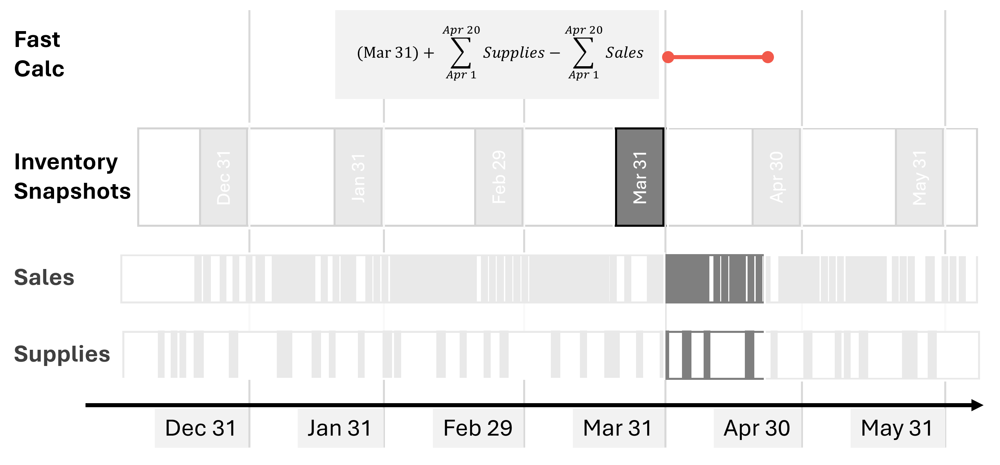 Fast
Calc
(Mar 31) + \sum_{Apr 1}^{Apr 20} Supplies − \sum_{Apr 1}^{Apr 20} Sales
Inventory
Snapshots
Dec 31
Jan 31
Feb 29
Mar 31
Apr 30
May 31
Sales
Supplies
Dec 31
Jan 31
Feb 29
Mar 31
Apr 30
May 31